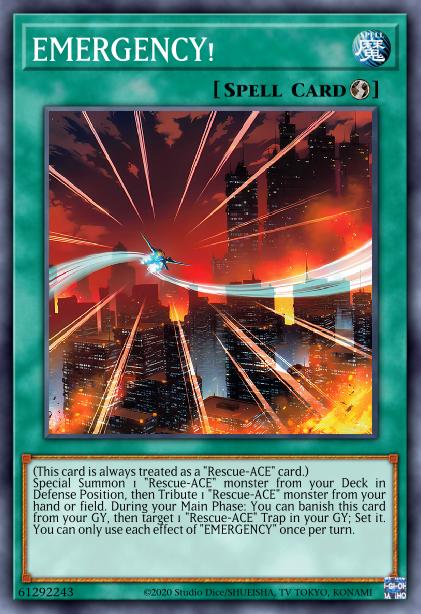 EMERGENCY!
SPELL
魔
[SPELL CARD]
(This card is always treated as a "Rescue-ACE" card.)
Special Summon 1 "Rescue-ACE" monster from your Deck in
Defense Position, then Tribute 1 "Rescue-ACE" monster from your
hand or field. During your Main Phase: You can banish this
card from your GY, then target 1 "Rescue-ACE" Trap in your GY; Set it.
You can only use each effect of "EMERGENCY" once per turn.
61292243
©2020 Studio Dice/SHUEISHA, TV TOKYO, KONAMI